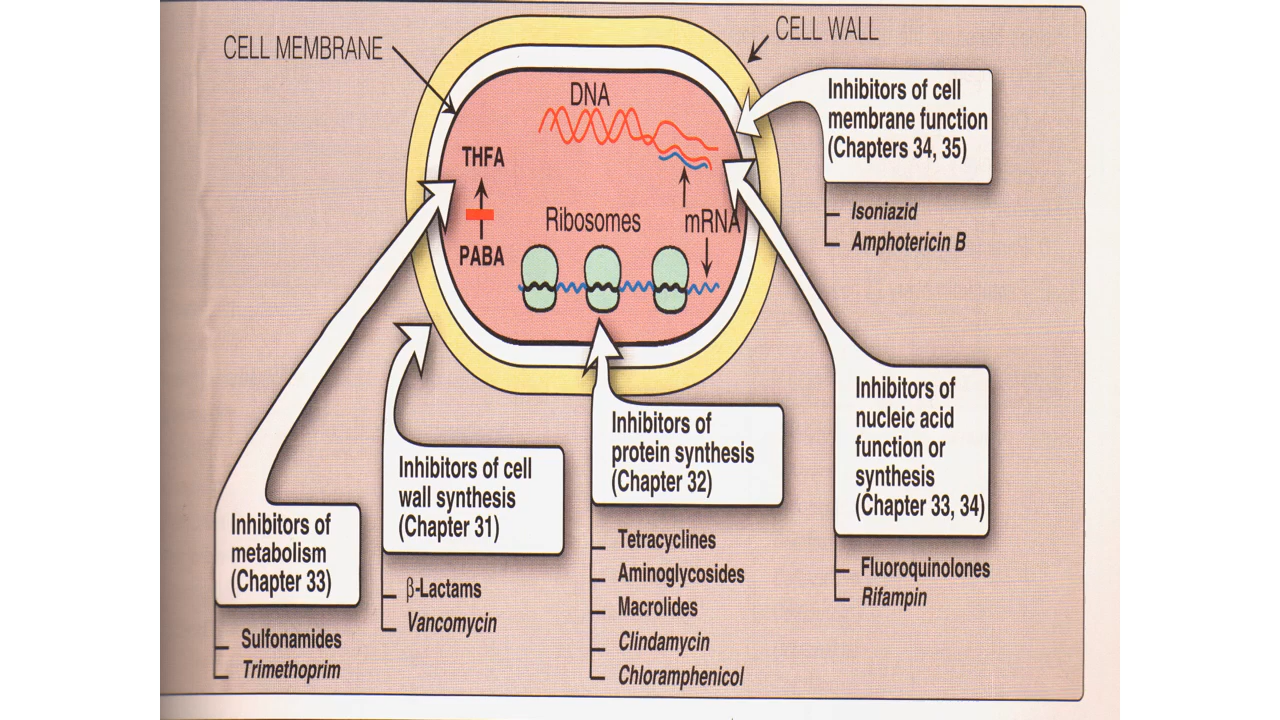 CELL MEMBRANE
CELL WALL
DNA
THFA
PABA
Ribosomes
mRNA
Inhibitors of cell
membrane function
(Chapters 34, 35)
Isoniazid
Amphotericin B
Inhibitors of
nucleic acid
function or
synthesis
(Chapter 33, 34)
Fluoroquinolones
Rifampin
Inhibitors of
protein synthesis
(Chapter 32)
Tetracyclines
Aminoglycosides
Macrolides
Clindamycin
Chloramphenicol
Inhibitors of cell
wall synthesis
(Chapter 31)
β-Lactams
Vancomycin
Inhibitors of
metabolism
(Chapter 33)
Sulfonamides
Trimethoprim